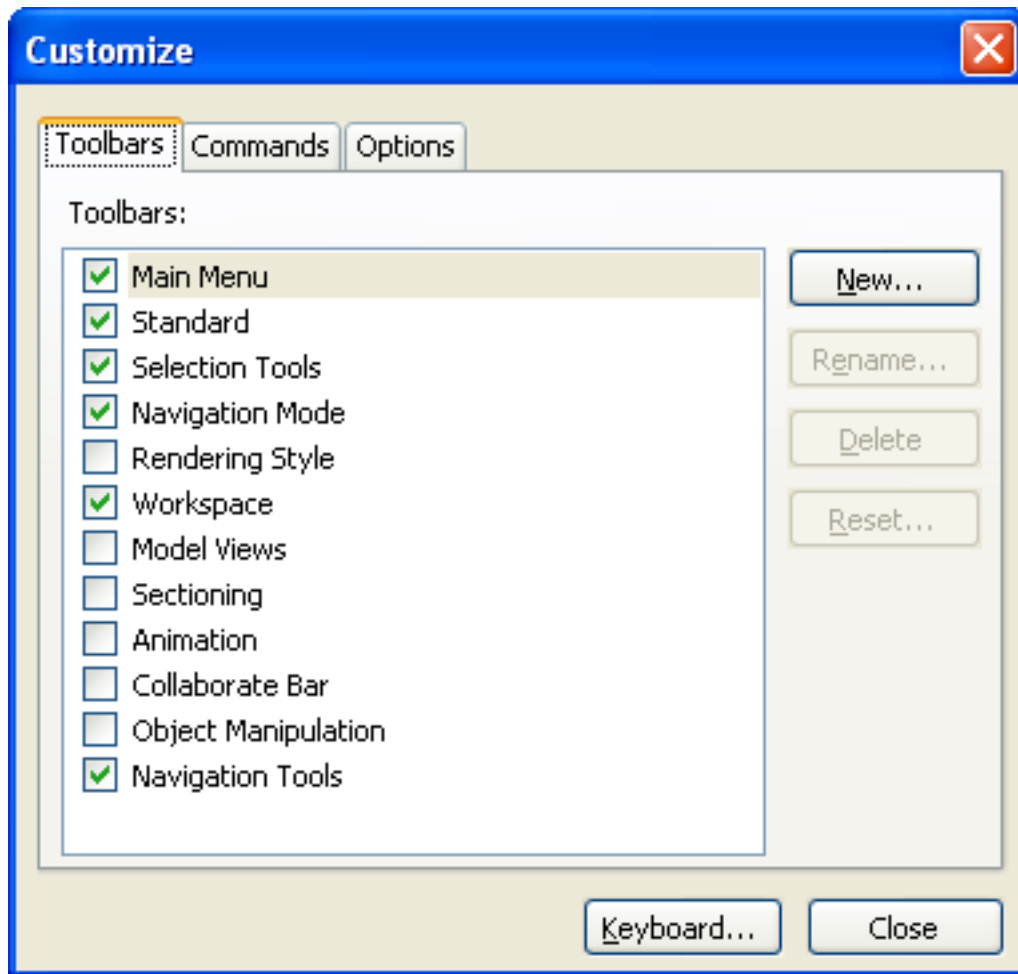 Customize
Toolbars Commands Options
Toolbars:
Main Menu
Standard
Selection Tools
Navigation Mode
Rendering Style
Workspace
Model Views
Sectioning
Animation
Collaborate Bar
Object Manipulation
Navigation Tools
New...
Rename...
Delete
Reset...
Keyboard... Close